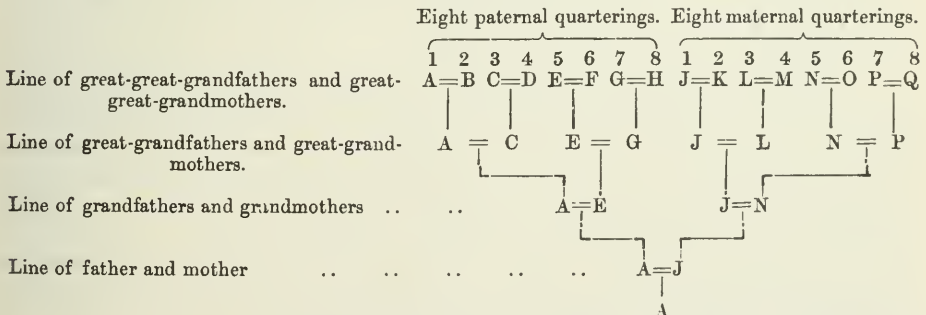 Eight paternal quarterings. Eight maternal quarterings.
1 2 3 4 5 6 7 8 1 2 3 4 5 6 7 8
Line of great-great-grandfathers and great- A=B C=D E=F G=H J=K L=M N=O P=Q
great-grandmothers.
Line of great-grandfathers and great-grand- A = C E = G J = L N = P
mothers.
Line of grandfathers and grandmothers .. .. A=E J=N
Line of father and mother .. .. .. .. .. A=J
A